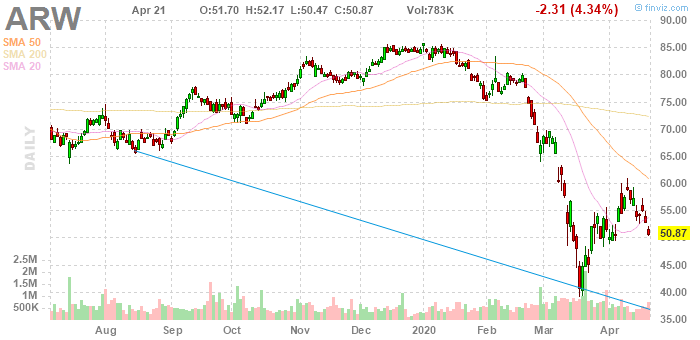 ARW
Apr 21 O:51.70 H:52.17 L:50.47 C:50.87 Vol:783K -2.31 (4.34%)
© finviz.com
SMA 50
SMA 200
SMA 20
DAILY
90.00
85.00
80.00
75.00
70.00
65.00
60.00
55.00
50.87
45.00
40.00
35.00
2.5M
2M
1.5M
1M
500K
Aug Sep Oct Nov Dec 2020 Feb Mar Apr